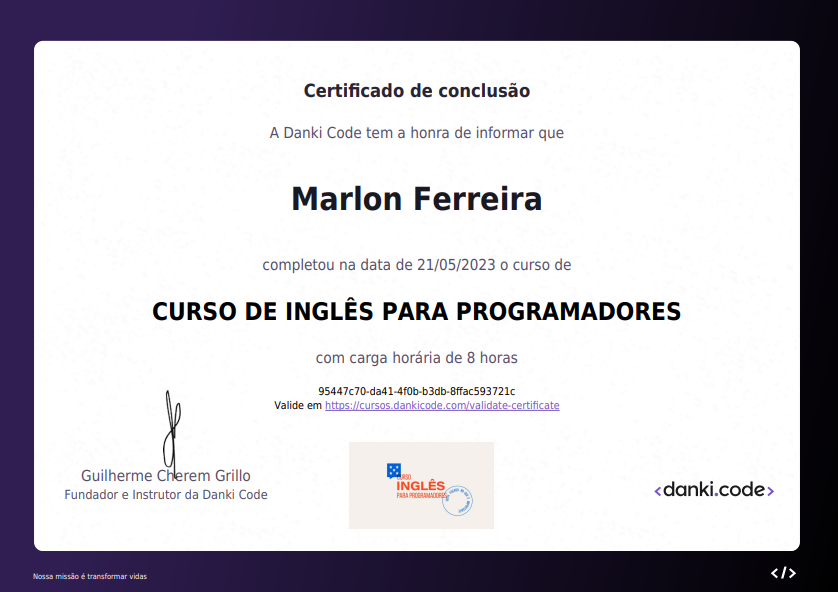 Certificado de conclusão
A Danki Code tem a honra de informar que
Marlon Ferreira
completou na data de 21/05/2023 o curso de
CURSO DE INGLÊS PARA PROGRAMADORES
com carga horária de 8 horas
95447c70-da41-4f0b-b3db-8ffac593721c
Valide em https://cursos.dankicode.com/validate-certificate
Guilherme Cherem Grillo
Fundador e Instrutor da Danki Code
CURSO
INGLÊS
PARA PROGRAMADORES
<danki.code>
Nossa missão é transformar vidas
</>